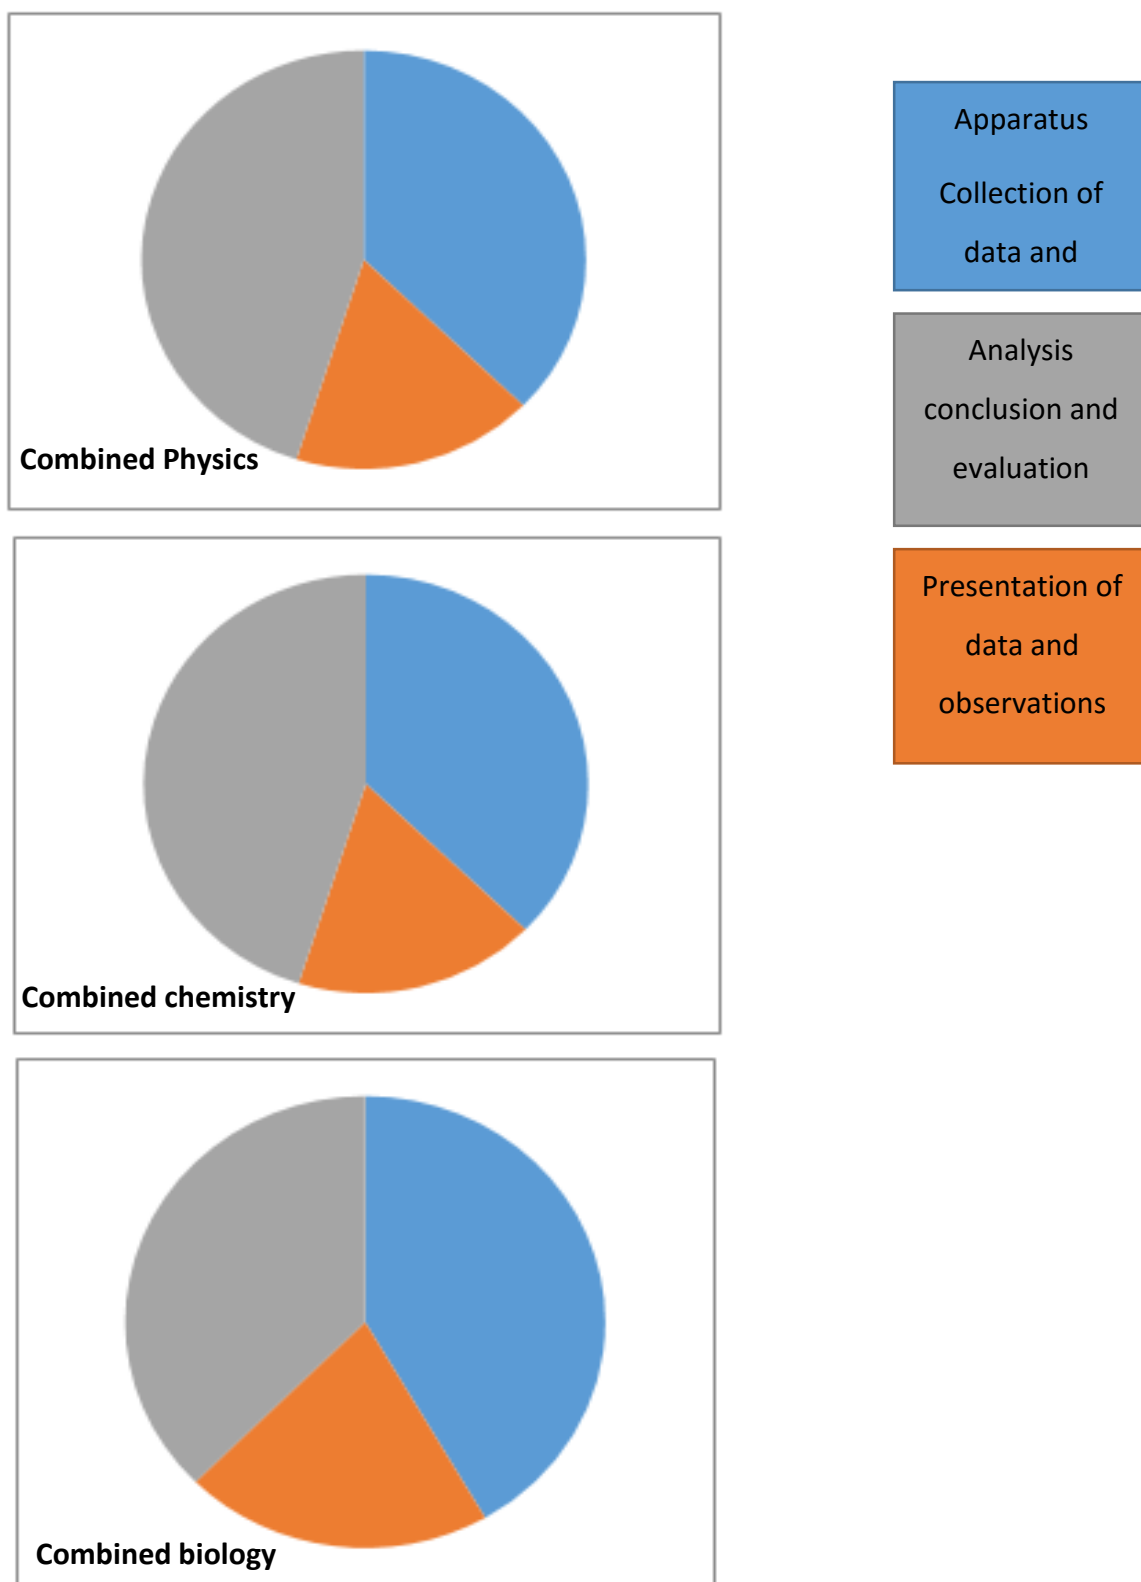 Combined Physics
Combined chemistry
Combined biology
Apparatus
Collection of
data and
Analysis
conclusion and
evaluation
Presentation of
data and
observations